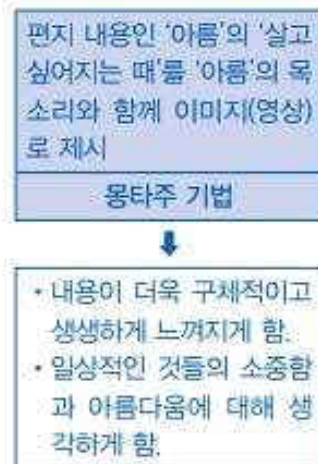 편지 내용인 '아름'의 '살고
싶어지는 때'를 '아름'의 목
소리와 함께 이미지(영상)
로 제시
몽타주 기법
• 내용이 더욱 구체적이고
생생하게 느껴지게 함.
• 일상적인 것들의 소중함
과 아름다움에 대해 생
각하게 함.